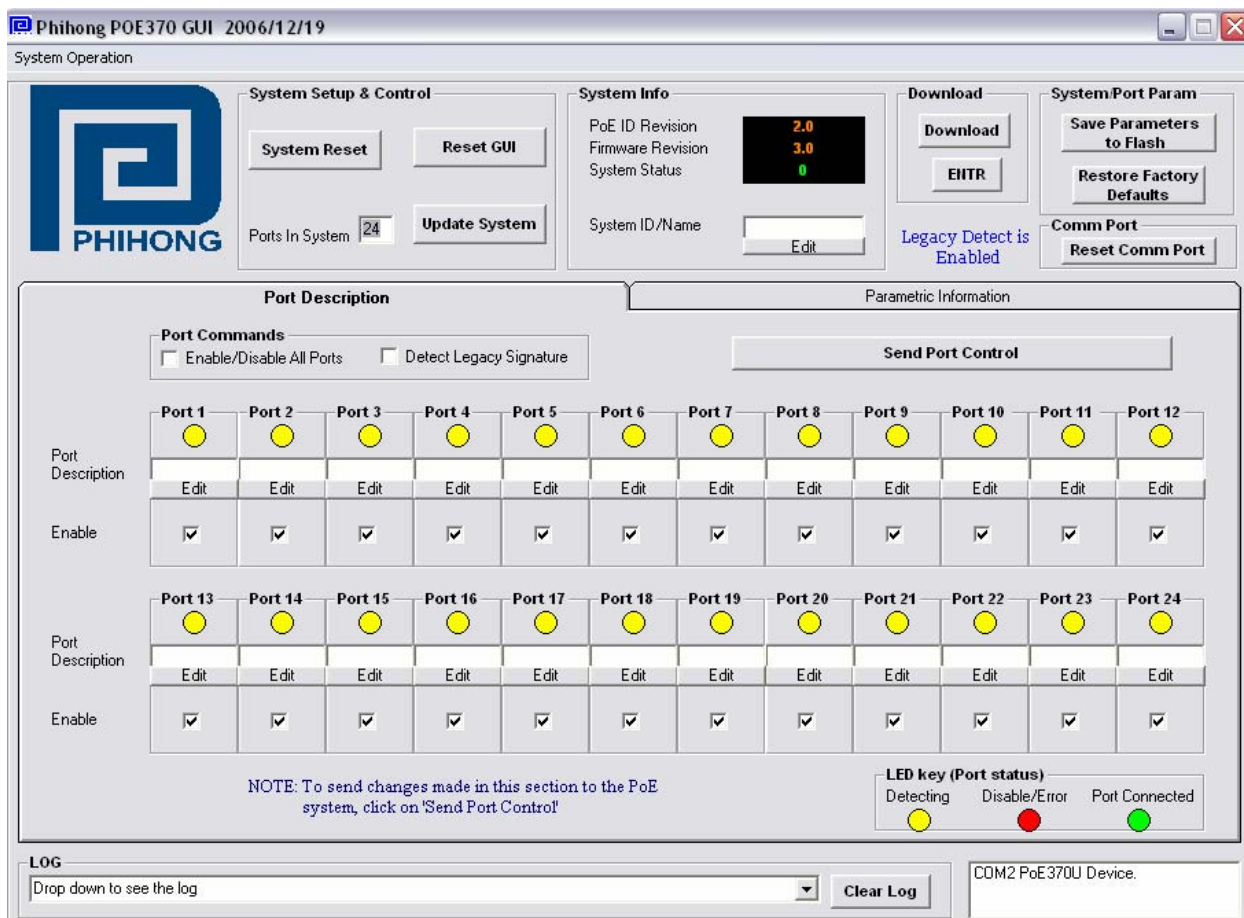 Phihong POE370 GUI 2006/12/19
System Operation
PHIHONG
System Setup & Control
System Reset
Reset GUI
Ports In System 24
Update System
System Info
PoE ID Revision 2.0
Firmware Revision 3.0
System Status 0
System ID/Name
Edit
Download
Download
ENTR
Legacy Detect is
Enabled
System/Port Param
Save Parameters
to Flash
Restore Factory
Defaults
Comm Port
Reset Comm Port
Port Description
Parametric Information
Port Commands
Enable/Disable All Ports
Detect Legacy Signature
Send Port Control
Port 1 Port 2 Port 3 Port 4 Port 5 Port 6 Port 7 Port 8 Port 9 Port 10 Port 11 Port 12
Port
Description
Edit Edit Edit Edit Edit Edit Edit Edit Edit Edit Edit Edit
Enable
Port 13 Port 14 Port 15 Port 16 Port 17 Port 18 Port 19 Port 20 Port 21 Port 22 Port 23 Port 24
Port
Description
Edit Edit Edit Edit Edit Edit Edit Edit Edit Edit Edit Edit
Enable
NOTE: To send changes made in this section to the PoE
system, click on 'Send Port Control'
LED key (Port status)
Detecting Disable/Error Port Connected
LOG
Drop down to see the log
Clear Log
COM2 PoE370U Device.